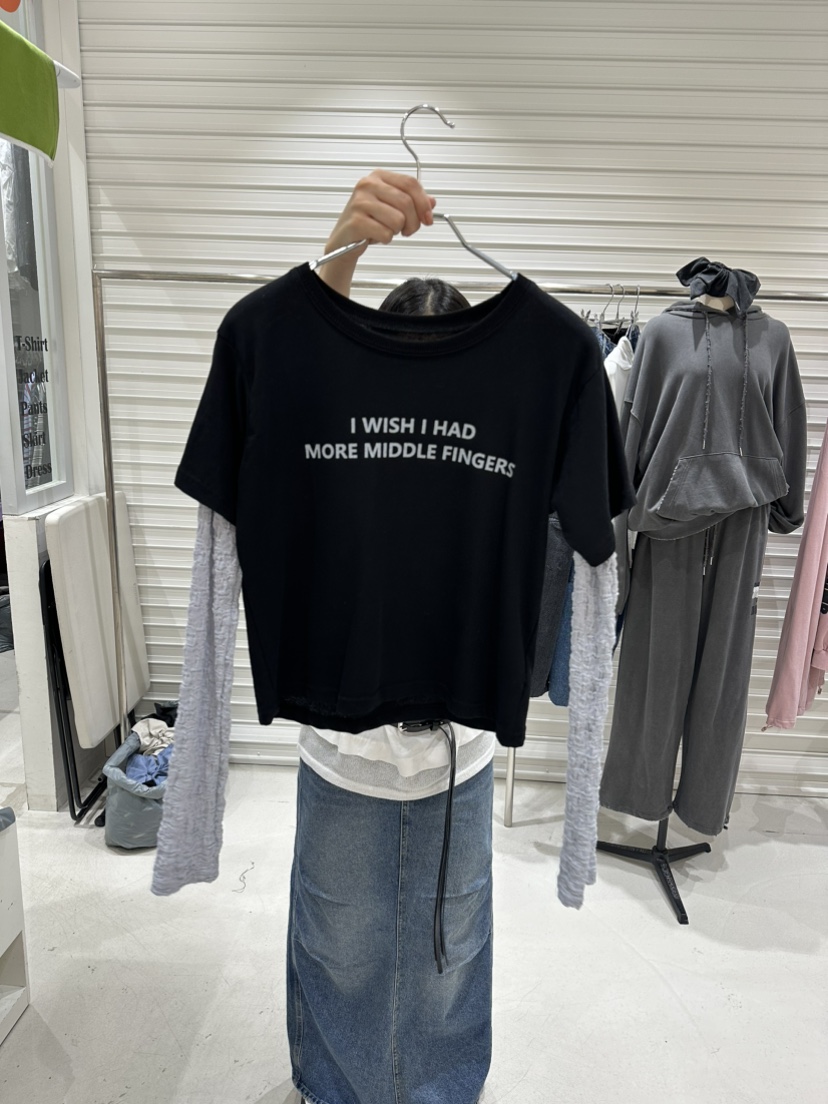 I WISH I HAD
MORE MIDDLE FINGERS
T-Shirt
Jacket
Pants
Skirt
Dress